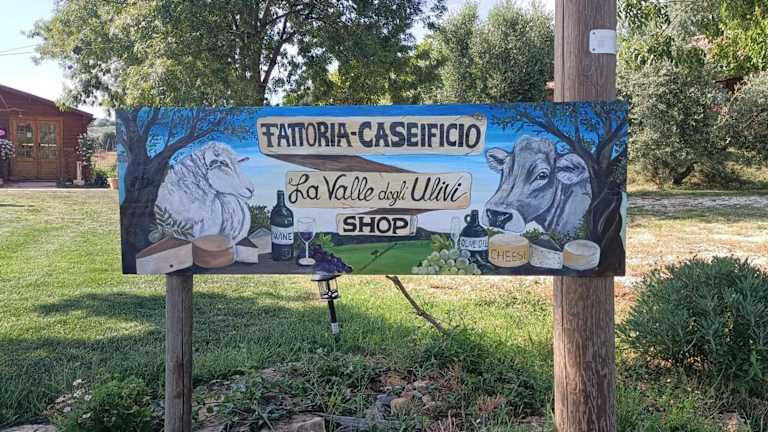 FATTORIA-CASEIFICIO
La Valle degli Ulivi
SHOP
WINE
OLIVE OIL
CHEESE